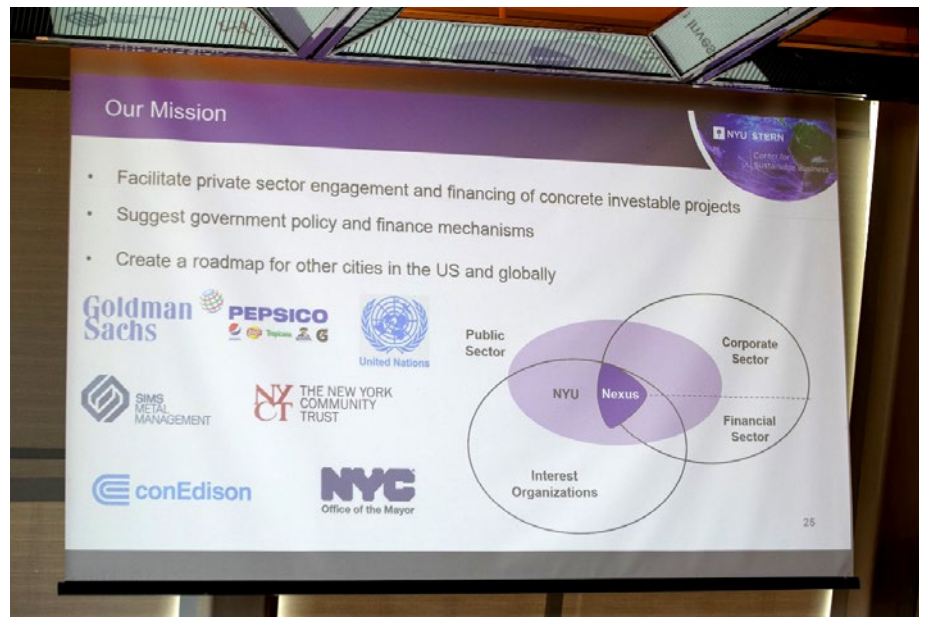 Our Mission
NYU STERN
Center for
Sustainable Business
• Facilitate private sector engagement and financing of concrete investable projects
• Suggest government policy and finance mechanisms
• Create a roadmap for other cities in the US and globally
Goldman
Sachs
PEPSICO
Tropicana
G
United Nations
SIMS
METAL
MANAGEMENT
NY
CT
THE NEW YORK
COMMUNITY
TRUST
conEdison
NYC
Office of the Mayor
Public
Sector
Corporate
Sector
NYU
Nexus
Financial
Sector
Interest
Organizations
25